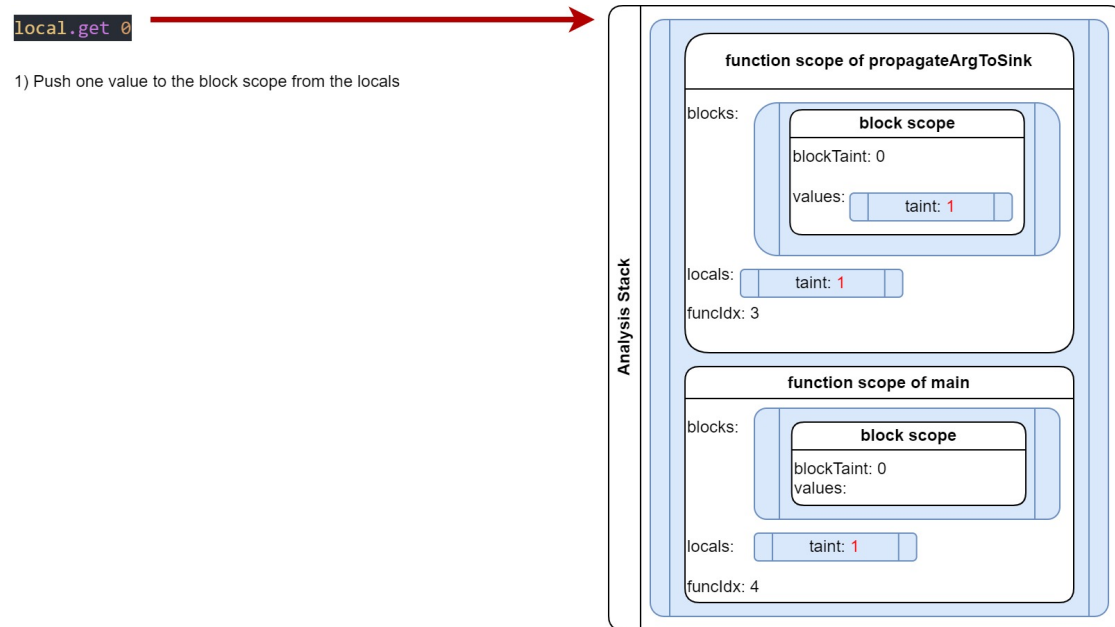 local.get 0
1) Push one value to the block scope from the locals
Analysis Stack
function scope of propagateArgToSink
blocks:
block scope
blockTaint: 0
values:
taint: 1
locals:
taint: 1
funcIdx: 3
function scope of main
blocks:
block scope
blockTaint: 0
values:
locals:
taint: 1
funcIdx: 4